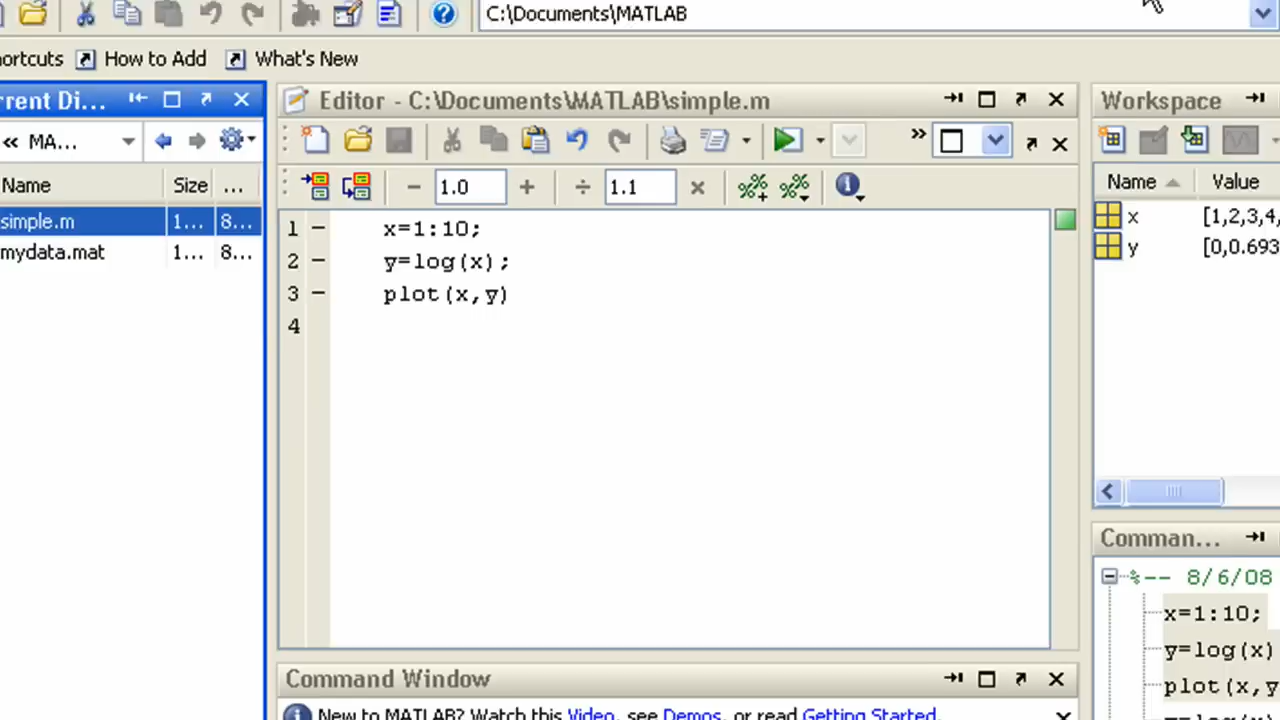 C:\Documents\MATLAB
ortcuts How to Add What's New
rrent Di...
« MA...
Name Size ...
simple.m 1... 8...
mydata.mat 1... 8...
Editor - C:\Documents\MATLAB\simple.m
1.0 1.1
1 x=1:10;
2 y=log(x);
3 plot(x,y)
4
Command Window
New to MATLAB? Watch this Video, see Demos, or read Getting Started.
Workspace
Name Value
x [1,2,3,4,
y [0,0.693
Comman...
%-- 8/6/08
x=1:10;
y=log(x)
plot(x,y